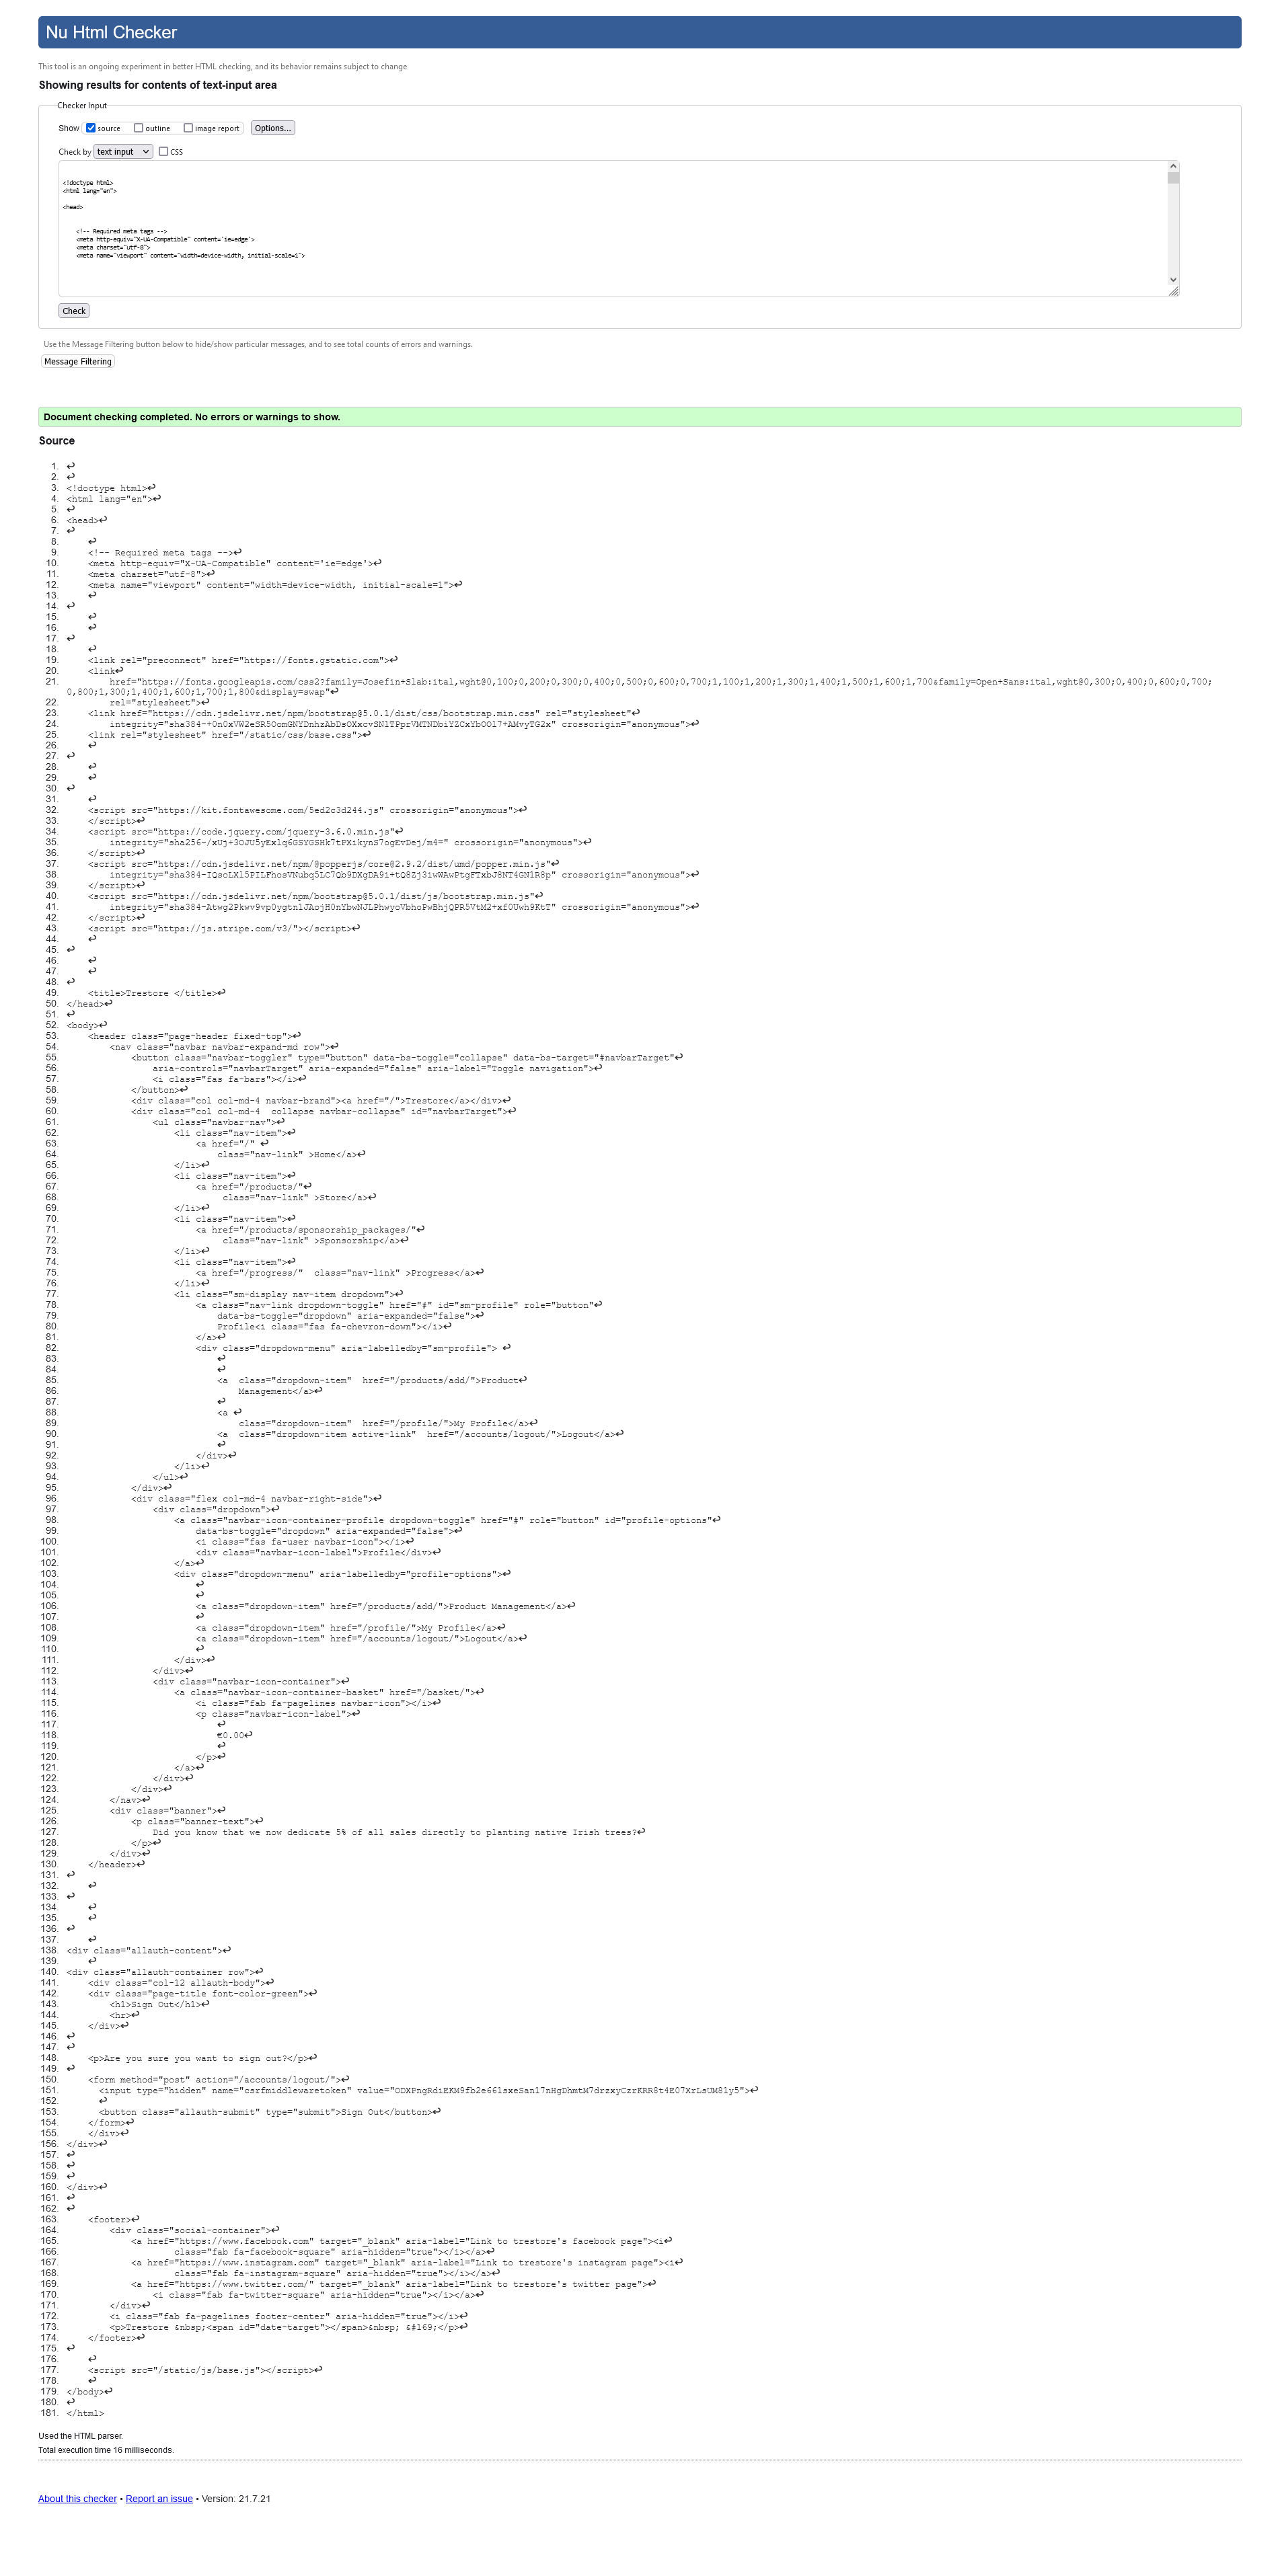 Nu Html Checker
This tool is an ongoing experiment in better HTML checking, and its behavior remains subject to change
Showing results for contents of text-input area
Checker Input
Show source outline image report Options...
Check by text input CSS
<!doctype html>
<html lang="en">
<head>
<!-- Required meta tags -->
<meta http-equiv="X-UA-Compatible" content='ie=edge'>
<meta charset="utf-8">
<meta name="viewport" content="width=device-width, initial-scale=1">
Check
Use the Message Filtering button below to hide/show particular messages, and to see total counts of errors and warnings.
Message Filtering
Document checking completed. No errors or warnings to show.
Source
1. ↩
2. ↩
3. <!doctype html>↩
4. <html lang="en">↩
5. ↩
6. <head>↩
7. ↩
8. ↩
9. <!-- Required meta tags -->↩
10. <meta http-equiv="X-UA-Compatible" content='ie=edge'>↩
11. <meta charset="utf-8">↩
12. <meta name="viewport" content="width=device-width, initial-scale=1">↩
13. ↩
14. ↩
15. ↩
16. ↩
17. ↩
18. ↩
19. <link rel="preconnect" href="https://fonts.gstatic.com">↩
20. <link↩
21. href="https://fonts.googleapis.com/css2?family=Josefin+Slab:ital,wght@0,100;0,200;0,300;0,400;0,500;0,600;0,700;1,100;1,200;1,300;1,400;1,500;1,600;1,700&family=Open+Sans:ital,wght@0,300;0,400;0,600;0,700;
0,800;1,300;1,400;1,600;1,700;1,800&display=swap"↩
22. rel="stylesheet">↩
23. <link href="https://cdn.jsdelivr.net/npm/bootstrap@5.0.1/dist/css/bootstrap.min.css" rel="stylesheet"↩
24. integrity="sha384-+0n0xVW2eSR5OomGNYDnhzAbDsOXxcvSN1TPprVMTNDbiYZCxYbOOl7+AMvyTG2x" crossorigin="anonymous">↩
25. <link rel="stylesheet" href="/static/css/base.css">↩
26. ↩
27. ↩
28. ↩
29. ↩
30. ↩
31. ↩
32. <script src="https://kit.fontawesome.com/5ed2c3d244.js" crossorigin="anonymous">↩
33. </script>↩
34. <script src="https://code.jquery.com/jquery-3.6.0.min.js"↩
35. integrity="sha256-/xUj+3OJU5yExlq6GSYGSHk7tPXikynS7ogEvDej/m4=" crossorigin="anonymous">↩
36. </script>↩
37. <script src="https://cdn.jsdelivr.net/npm/@popperjs/core@2.9.2/dist/umd/popper.min.js"↩
38. integrity="sha384-IQsoLXl5PILFhosVNubq5LC7Qb9DXgDA9i+tQ8Zj3iwWAwPtgFTxbJ8NT4GN1R8p" crossorigin="anonymous">↩
39. </script>↩
40. <script src="https://cdn.jsdelivr.net/npm/bootstrap@5.0.1/dist/js/bootstrap.min.js"↩
41. integrity="sha384-Atwg2Pkwv9vp0ygtn1JAojH0nYbwNJLPhwyoVbhoPwBhjQPR5VtM2+xf0Uwh9KtT" crossorigin="anonymous">↩
42. </script>↩
43. <script src="https://js.stripe.com/v3/"></script>↩
44. ↩
45. ↩
46. ↩
47. ↩
48. ↩
49. <title>Trestore </title>↩
50. </head>↩
51. ↩
52. <body>↩
53. <header class="page-header fixed-top">↩
54. <nav class="navbar navbar-expand-md row">↩
55. <button class="navbar-toggler" type="button" data-bs-toggle="collapse" data-bs-target="#navbarTarget"↩
56. aria-controls="navbarTarget" aria-expanded="false" aria-label="Toggle navigation">↩
57. <i class="fas fa-bars"></i>↩
58. </button>↩
59. <div class="col col-md-4 navbar-brand"><a href="/">Trestore</a></div>↩
60. <div class="col col-md-4  collapse navbar-collapse" id="navbarTarget">↩
61. <ul class="navbar-nav">↩
62. <li class="nav-item">↩
63. <a href="/" ↩
64. class="nav-link" >Home</a>↩
65. </li>↩
66. <li class="nav-item">↩
67. <a href="/products/"↩
68. class="nav-link" >Store</a>↩
69. </li>↩
70. <li class="nav-item">↩
71. <a href="/products/sponsorship_packages/"↩
72. class="nav-link" >Sponsorship</a>↩
73. </li>↩
74. <li class="nav-item">↩
75. <a href="/progress/"  class="nav-link" >Progress</a>↩
76. </li>↩
77. <li class="sm-display nav-item dropdown">↩
78. <a class="nav-link dropdown-toggle" href="#" id="sm-profile" role="button"↩
79. data-bs-toggle="dropdown" aria-expanded="false">↩
80. Profile<i class="fas fa-chevron-down"></i>↩
81. </a>↩
82. <div class="dropdown-menu" aria-labelledby="sm-profile"> ↩
83. ↩
84. ↩
85. <a  class="dropdown-item"  href="/products/add/">Product↩
86. Management</a>↩
87. ↩
88. <a ↩
89. class="dropdown-item"  href="/profile/">My Profile</a>↩
90. <a  class="dropdown-item active-link"  href="/accounts/logout/">Logout</a>↩
91. ↩
92. </div>↩
93. </li>↩
94. </ul>↩
95. </div>↩
96. <div class="flex col-md-4 navbar-right-side">↩
97. <div class="dropdown">↩
98. <a class="navbar-icon-container-profile dropdown-toggle" href="#" role="button" id="profile-options"↩
99. data-bs-toggle="dropdown" aria-expanded="false">↩
100. <i class="fas fa-user navbar-icon"></i>↩
101. <div class="navbar-icon-label">Profile</div>↩
102. </a>↩
103. <div class="dropdown-menu" aria-labelledby="profile-options">↩
104. ↩
105. ↩
106. <a class="dropdown-item" href="/products/add/">Product Management</a>↩
107. ↩
108. <a class="dropdown-item" href="/profile/">My Profile</a>↩
109. <a class="dropdown-item" href="/accounts/logout/">Logout</a>↩
110. ↩
111. </div>↩
112. </div>↩
113. <div class="navbar-icon-container">↩
114. <a class="navbar-icon-container-basket" href="/basket/">↩
115. <i class="fab fa-pagelines navbar-icon"></i>↩
116. <p class="navbar-icon-label">↩
117. ↩
118. €0.00↩
119. ↩
120. </p>↩
121. </a>↩
122. </div>↩
123. </div>↩
124. </nav>↩
125. <div class="banner">↩
126. <p class="banner-text">↩
127. Did you know that we now dedicate 5% of all sales directly to planting native Irish trees?↩
128. </p>↩
129. </div>↩
130. </header>↩
131. ↩
132. ↩
133. ↩
134. ↩
135. ↩
136. ↩
137. ↩
138. <div class="allauth-content">↩
139. ↩
140. <div class="allauth-container row">↩
141. <div class="col-12 allauth-body">↩
142. <div class="page-title font-color-green">↩
143. <h1>Sign Out</h1>↩
144. <hr>↩
145. </div>↩
146. ↩
147. ↩
148. <p>Are you sure you want to sign out?</p>↩
149. ↩
150. <form method="post" action="/accounts/logout/">↩
151. <input type="hidden" name="csrfmiddlewaretoken" value="ODXPngRdiEKM9fb2e661sxeSan17nHgDhmtM7drzxyCzrKRR8t4E07XrLsUM81y5">↩
152. ↩
153. <button class="allauth-submit" type="submit">Sign Out</button>↩
154. </form>↩
155. </div>↩
156. </div>↩
157. ↩
158. ↩
159. ↩
160. </div>↩
161. ↩
162. ↩
163. <footer>↩
164. <div class="social-container">↩
165. <a href="https://www.facebook.com" target="_blank" aria-label="Link to trestore's facebook page"><i↩
166. class="fab fa-facebook-square" aria-hidden="true"></i></a>↩
167. <a href="https://www.instagram.com" target="_blank" aria-label="Link to trestore's instagram page"><i↩
168. class="fab fa-instagram-square" aria-hidden="true"></i></a>↩
169. <a href="https://www.twitter.com/" target="_blank" aria-label="Link to trestore's twitter page">↩
170. <i class="fab fa-twitter-square" aria-hidden="true"></i></a>↩
171. </div>↩
172. <i class="fab fa-pagelines footer-center" aria-hidden="true"></i>↩
173. <p>Trestore &nbsp;<span id="date-target"></span>&nbsp; &#169;</p>↩
174. </footer>↩
175. ↩
176. ↩
177. <script src="/static/js/base.js"></script>↩
178. ↩
179. </body>↩
180. ↩
181. </html>
Used the HTML parser.
Total execution time 16 milliseconds.
About this checker • Report an issue • Version: 21.7.21